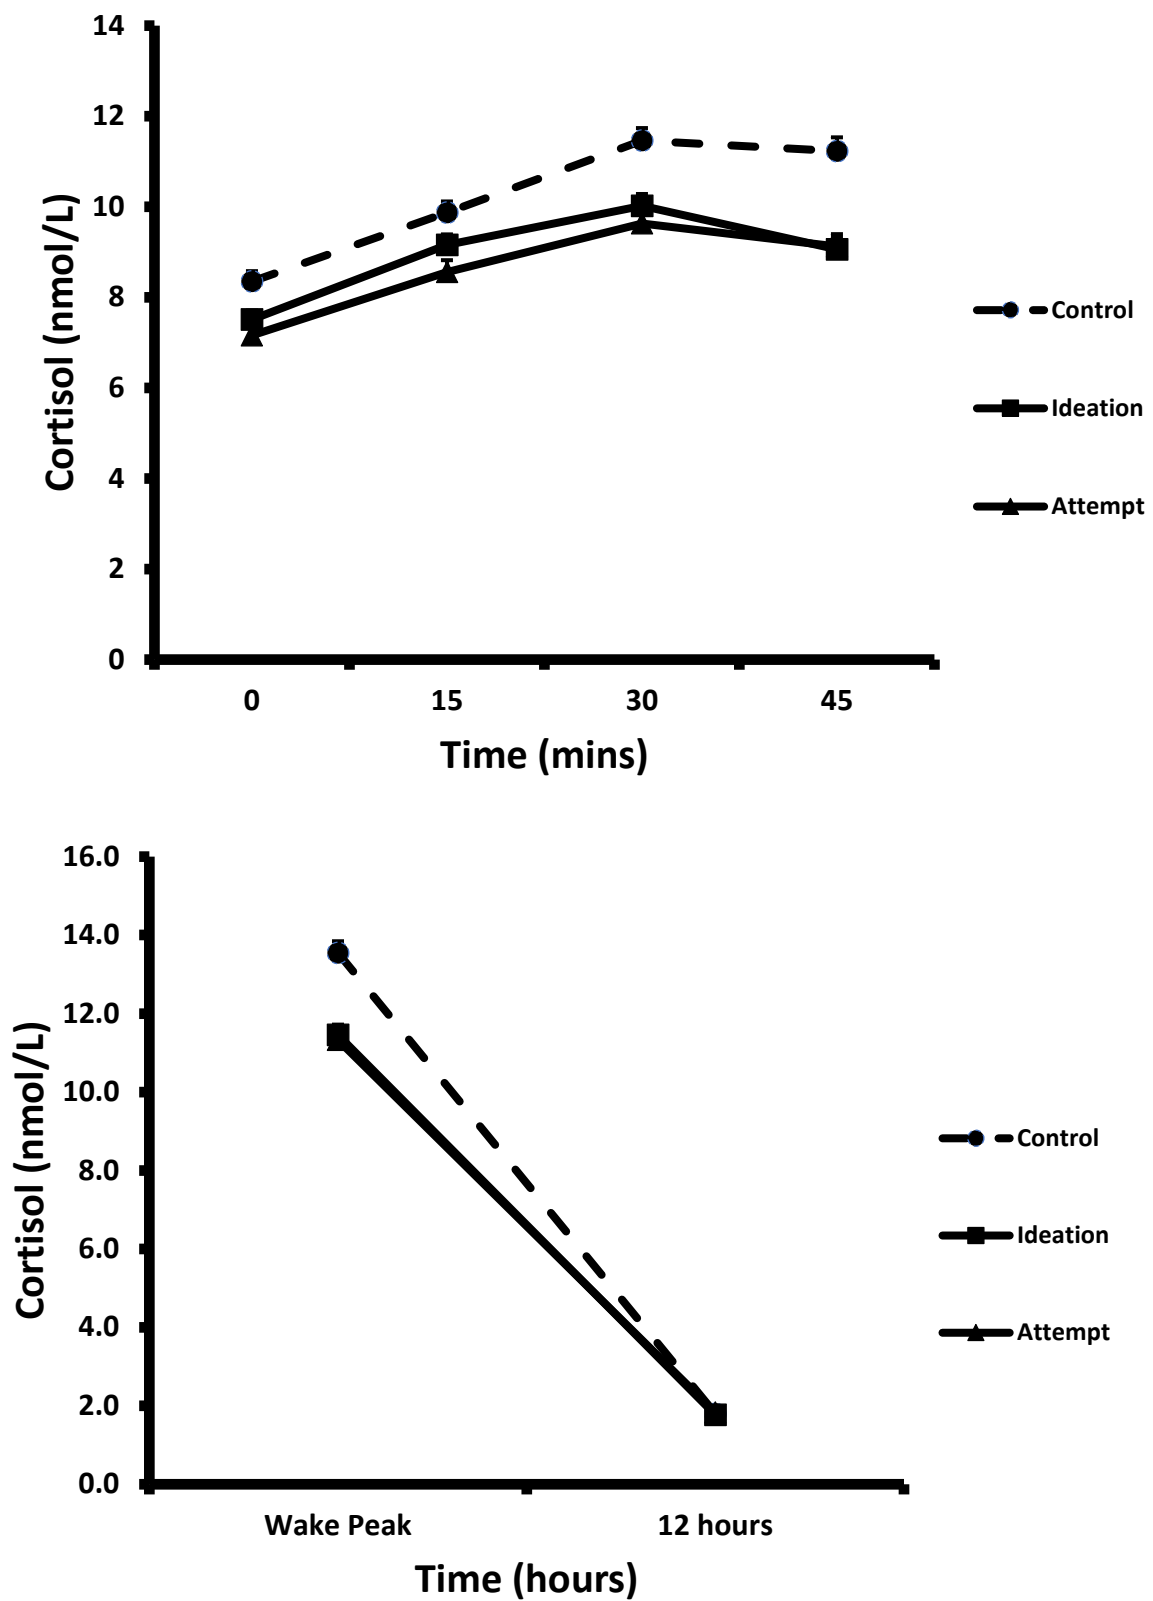 14
12
10
8
6
4
2
0
Cortisol (nmol/L)
0 15 30 45
Time (mins)
Control
Ideation
Attempt
16.0
14.0
12.0
10.0
8.0
6.0
4.0
2.0
0.0
Cortisol (nmol/L)
Wake Peak 12 hours
Time (hours)
Control
Ideation
Attempt